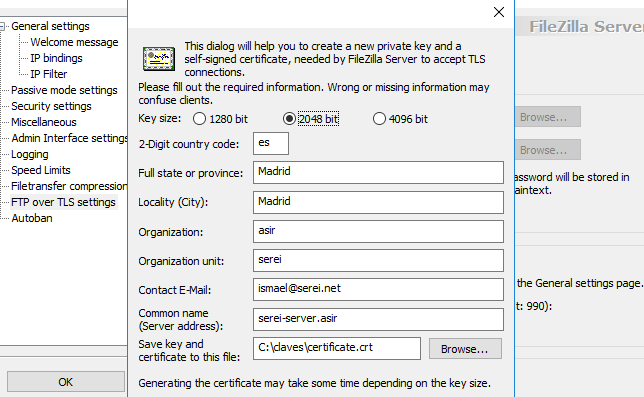 General settings
Welcome message
IP bindings
IP Filter
Passive mode settings
Security settings
Miscellaneous
Admin Interface settings
Logging
Speed Limits
Filetransfer compression
FTP over TLS settings
Autoban
OK
This dialog will help you to create a new private key and a
self-signed certificate, needed by FileZilla Server to accept TLS
connections.
Please fill out the required information. Wrong or missing information may
confuse clients.
Key size: 1280 bit 2048 bit 4096 bit
2-Digit country code: es
Full state or province: Madrid
Locality (City): Madrid
Organization: asir
Organization unit: serei
Contact E-Mail: ismael@serei.net
Common name
(Server address): serei-server.asir
Save key and
certificate to this file: C:\claves\certificate.crt Browse...
Generating the certificate may take some time depending on the key size.
FileZilla Server
Browse...
Browse...
assword will be stored in
aintext.
the General settings page.
t: 990):